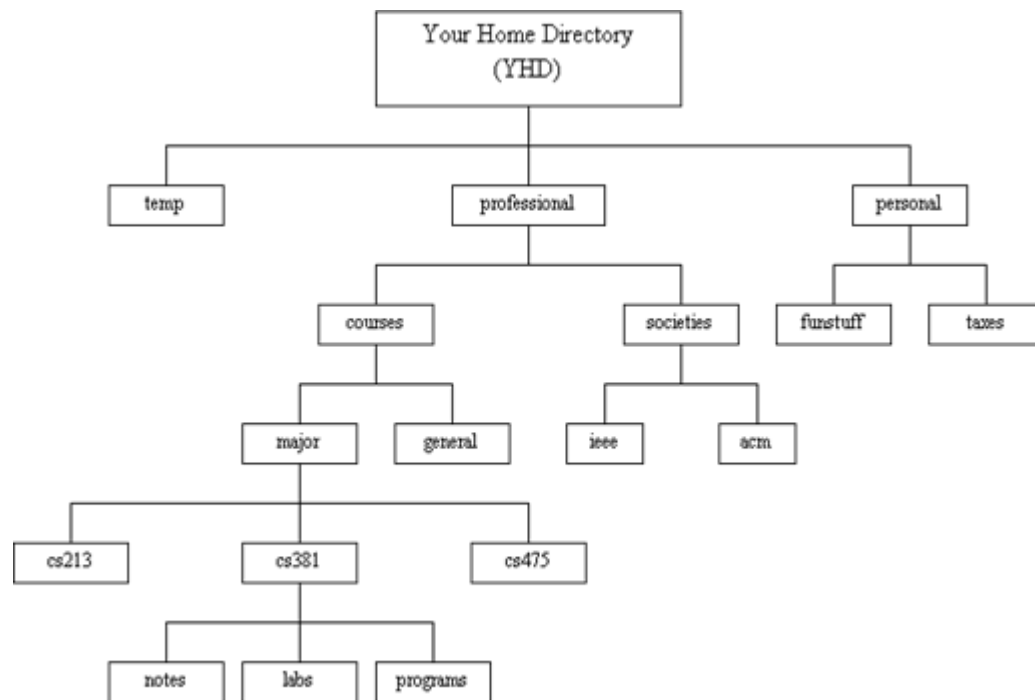 Your Home Directory
(YHD)
temp
professional
personal
courses
societies
funstuff
taxes
major
general
ieee
acm
cs213
cs381
cs475
notes
labs
programs